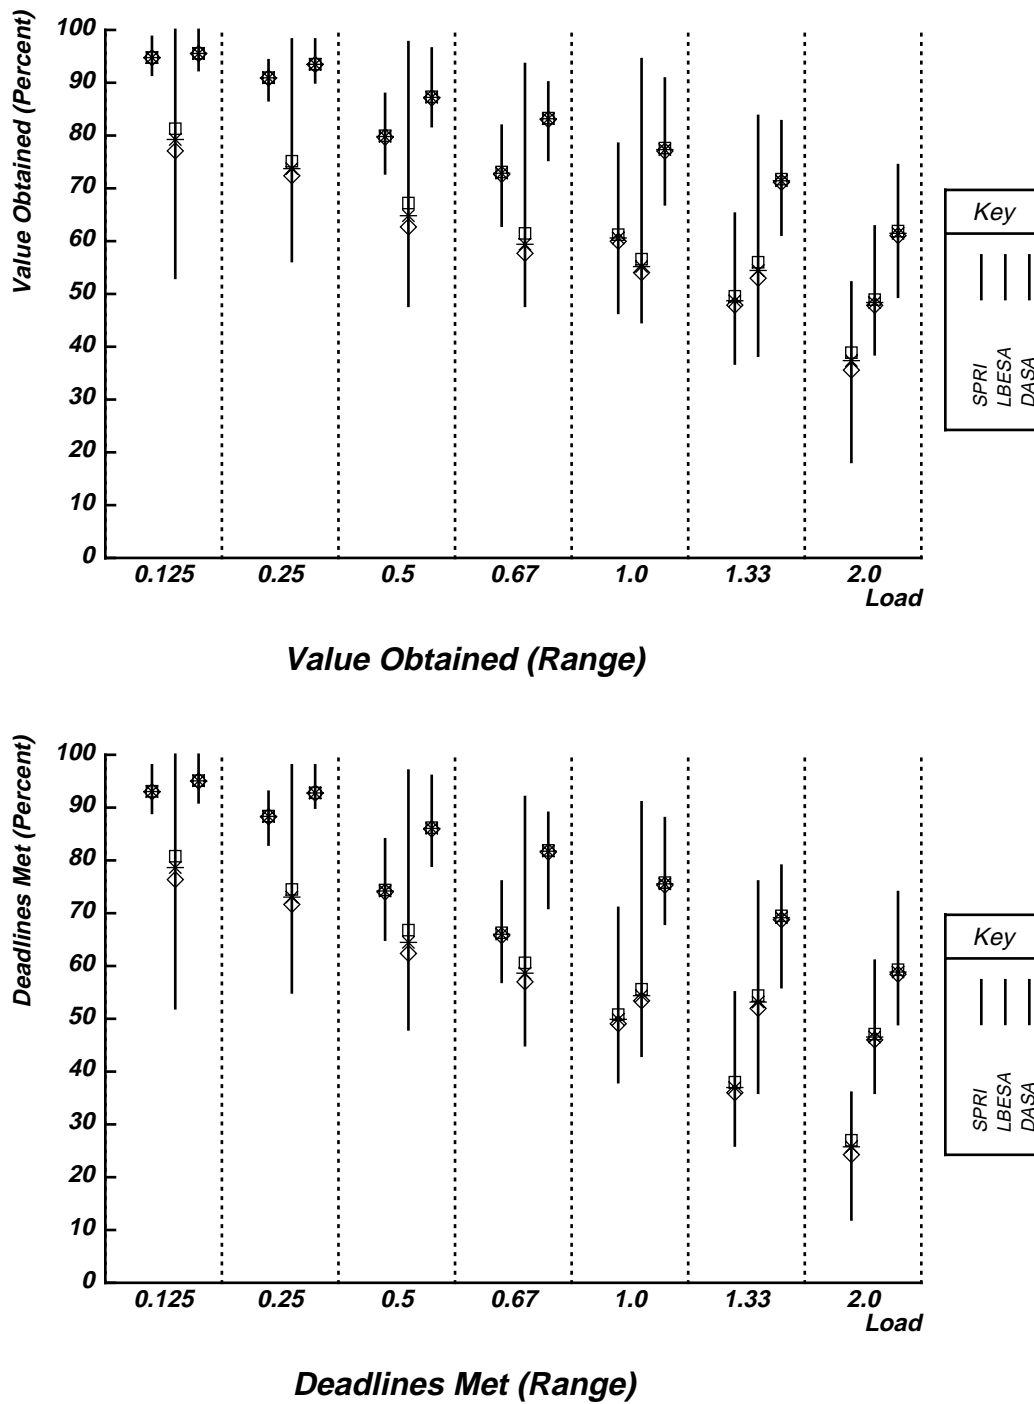 Value Obtained (Percent)
100
90
80
70
60
50
40
30
20
10
0
0.125 0.25 0.5 0.67 1.0 1.33 2.0
Load
Key
SPRI
LBESA
DASA
Value Obtained (Range)
Deadlines Met (Percent)
100
90
80
70
60
50
40
30
20
10
0
0.125 0.25 0.5 0.67 1.0 1.33 2.0
Load
Key
SPRI
LBESA
DASA
Deadlines Met (Range)